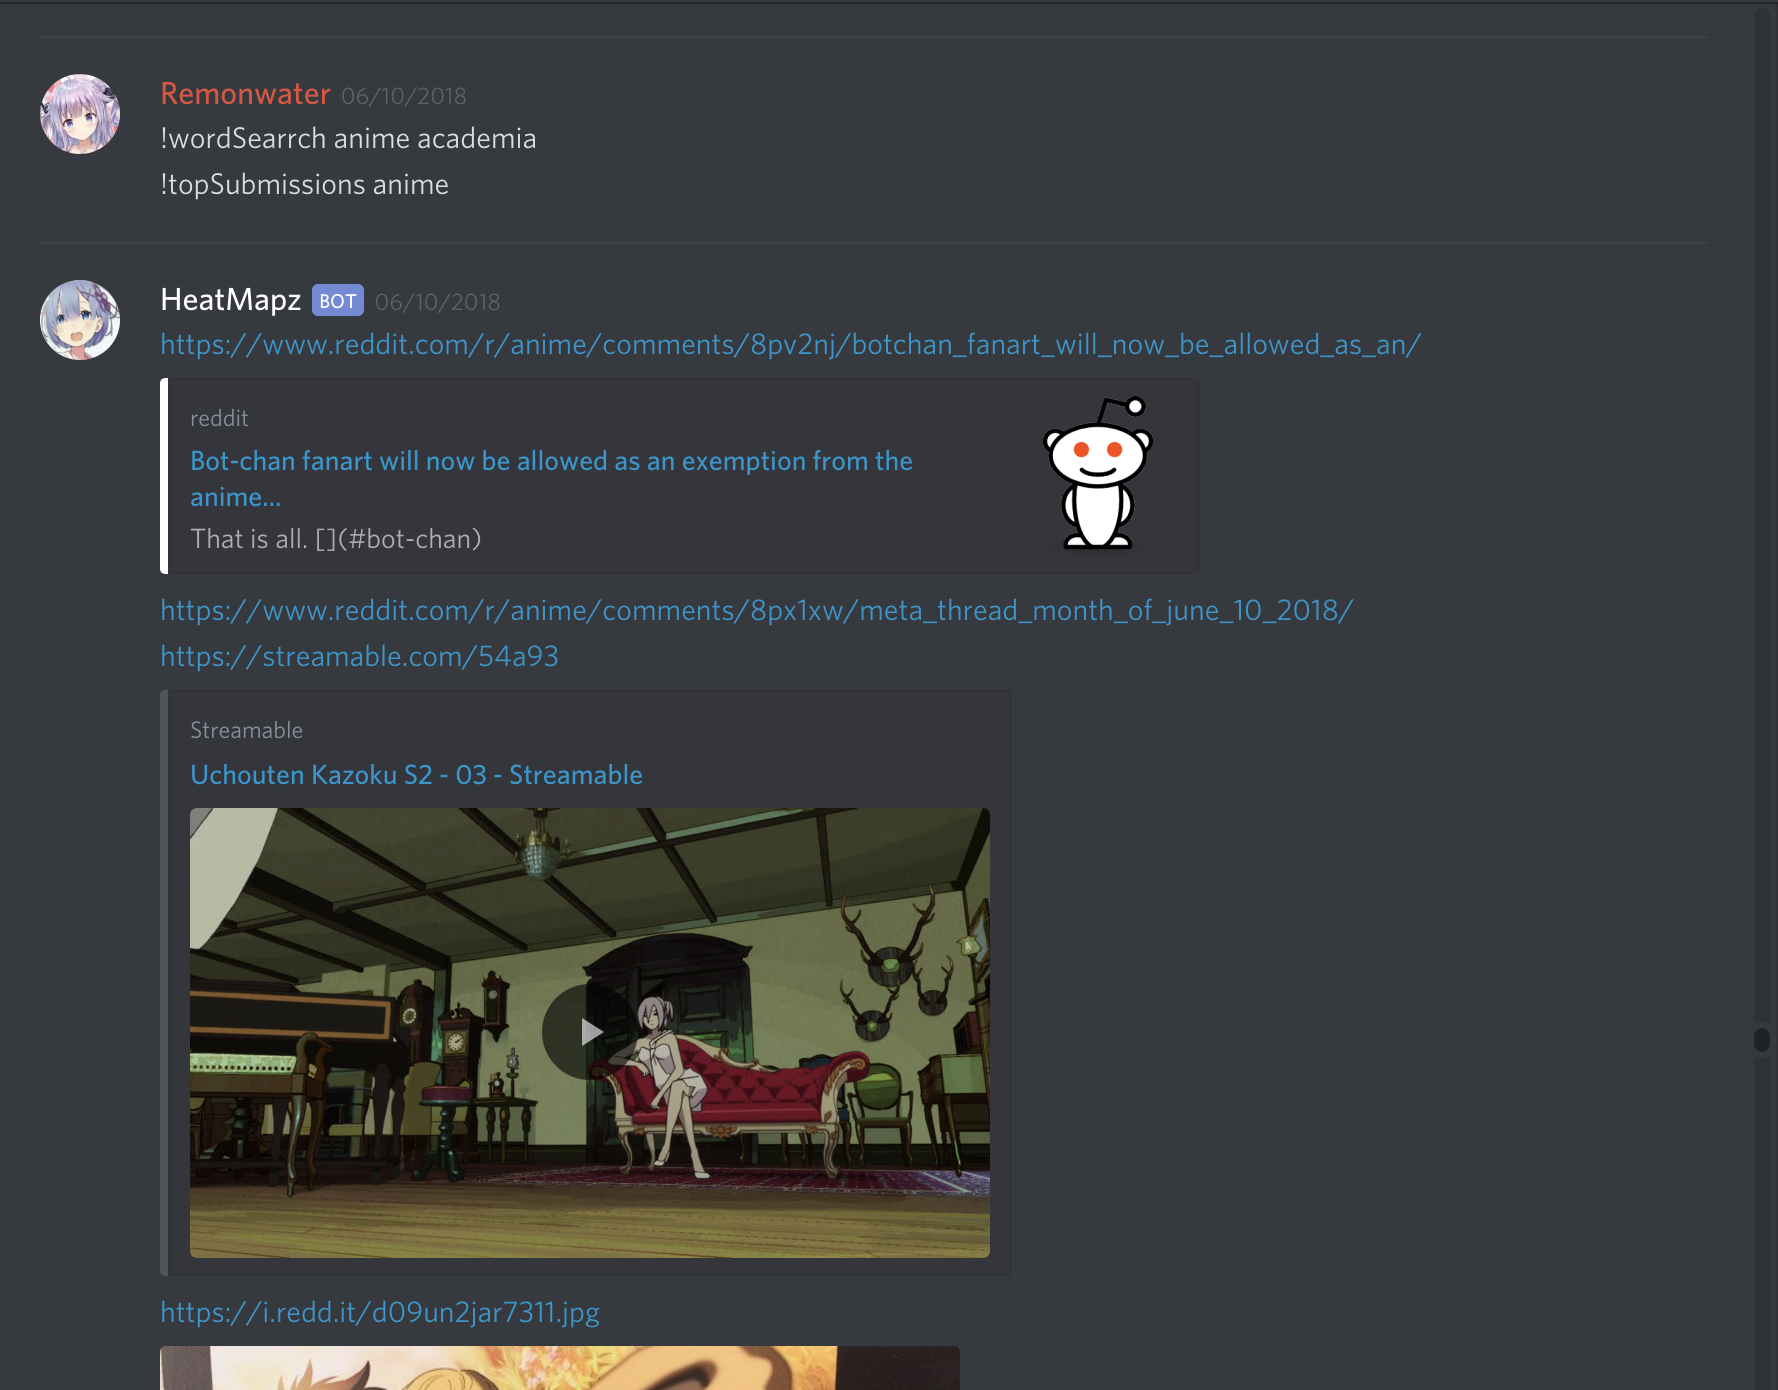 Remonwater 06/10/2018
!wordSearrch anime academia
!topSubmissions anime
HeatMapz BOT 06/10/2018
https://www.reddit.com/r/anime/comments/8pv2nj/botchan_fanart_will_now_be_allowed_as_an/
reddit
Bot-chan fanart will now be allowed as an exemption from the
anime...
That is all. [](#bot-chan)
https://www.reddit.com/r/anime/comments/8px1xw/meta_thread_month_of_june_10_2018/
https://streamable.com/54a93
Streamable
Uchouten Kazoku S2 - 03 - Streamable
https://i.redd.it/d09un2jar7311.jpg